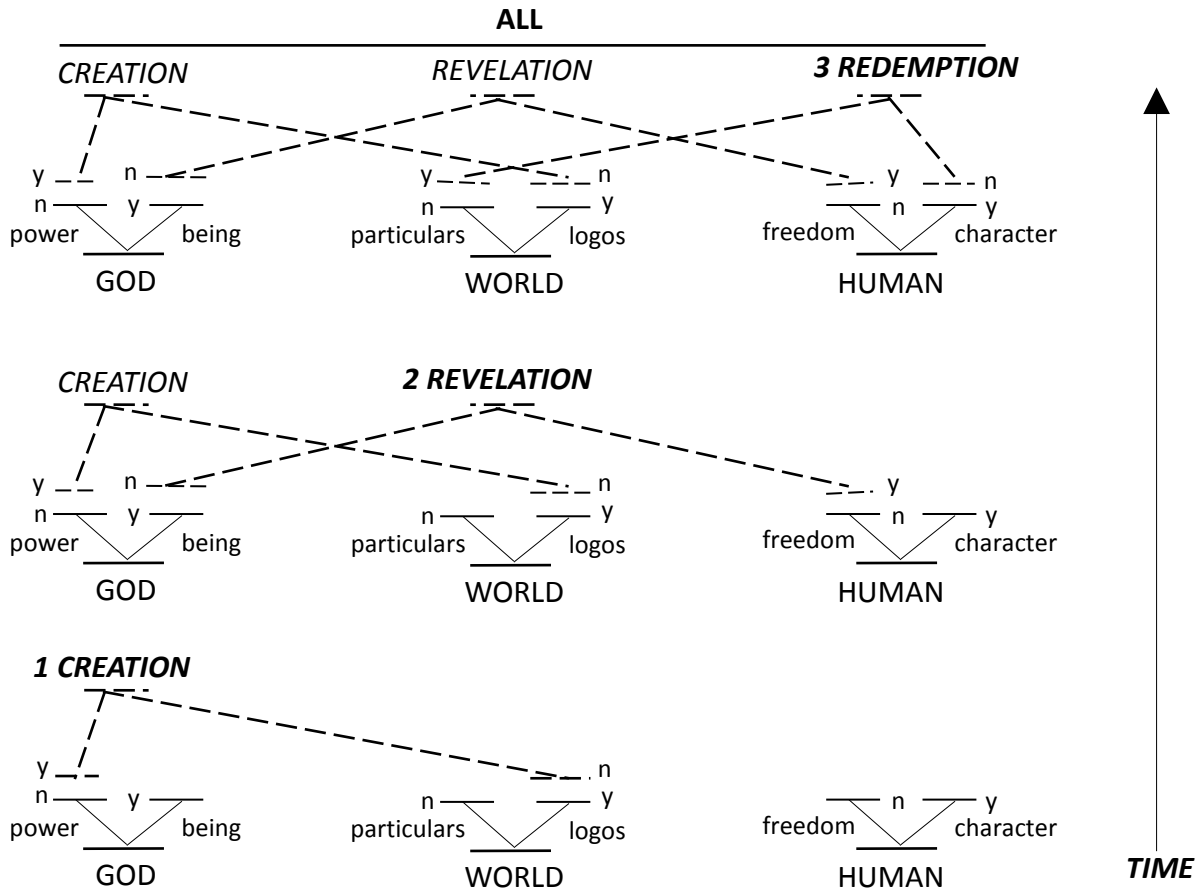 ALL
CREATION REVELATION 3 REDEMPTION
y n y n y n
n y n y n y
power being particulars logos freedom character
GOD WORLD HUMAN
CREATION 2 REVELATION
y n n y
n y n y n y
power being particulars logos freedom character
GOD WORLD HUMAN
1 CREATION
y n
n y n y n y
power being particulars logos freedom character
GOD WORLD HUMAN
TIME